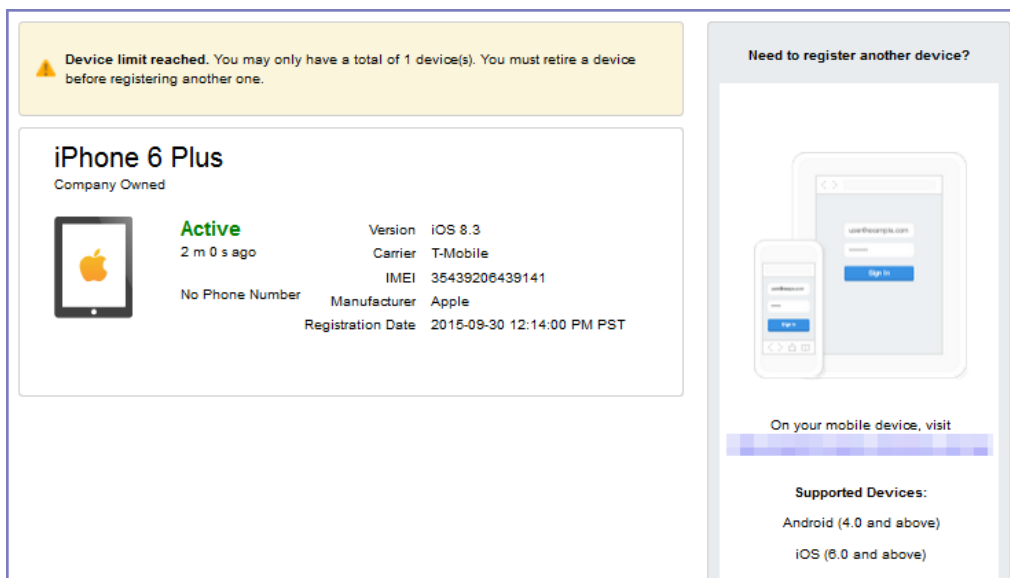 Device limit reached. You may only have a total of 1 device(s). You must retire a device
before registering another one.
iPhone 6 Plus
Company Owned
Active
2 m 0 s ago
No Phone Number
Version iOS 8.3
Carrier T-Mobile
IMEI 35439206439141
Manufacturer Apple
Registration Date 2015-09-30 12:14:00 PM PST
Need to register another device?
user@example.com
Sign In
Sign In
On your mobile device, visit
Supported Devices:
Android (4.0 and above)
iOS (6.0 and above)